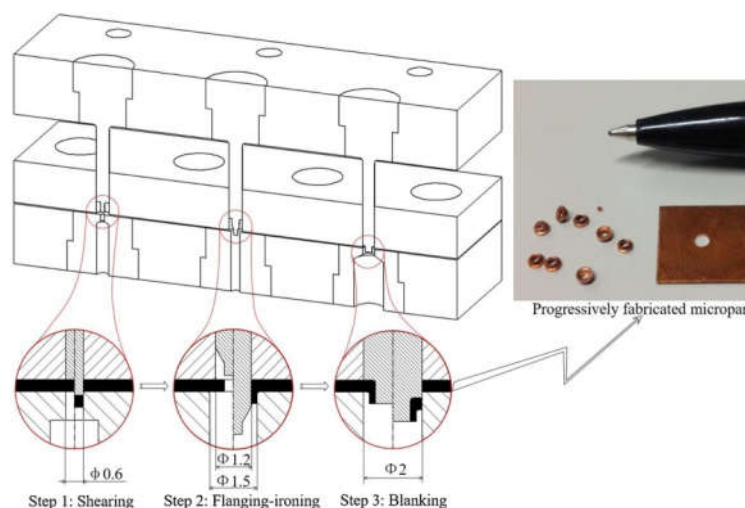 Progressively fabricated micropar
Φ0.6
Φ1.2
Φ1.5
Φ2
Step 1: Shearing
Step 2: Flanging-ironing
Step 3: Blanking